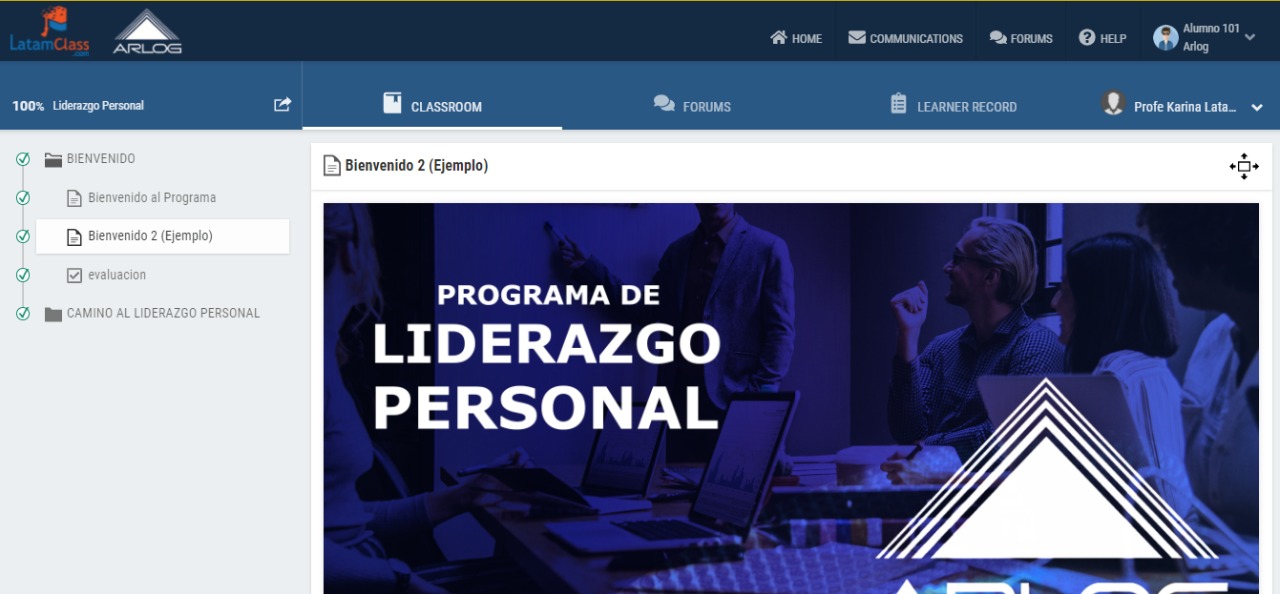 LatamClass
.com
ARLOG
HOME
COMMUNICATIONS
FORUMS
HELP
Alumno 101
Arlog
100% Liderazgo Personal
CLASSROOM
FORUMS
LEARNER RECORD
Profe Karina Lata...
BIENVENIDO
Bienvenido al Programa
Bienvenido 2 (Ejemplo)
evaluacion
CAMINO AL LIDERAZGO PERSONAL
Bienvenido 2 (Ejemplo)
PROGRAMA DE
LIDERAZGO
PERSONAL
ARLOG